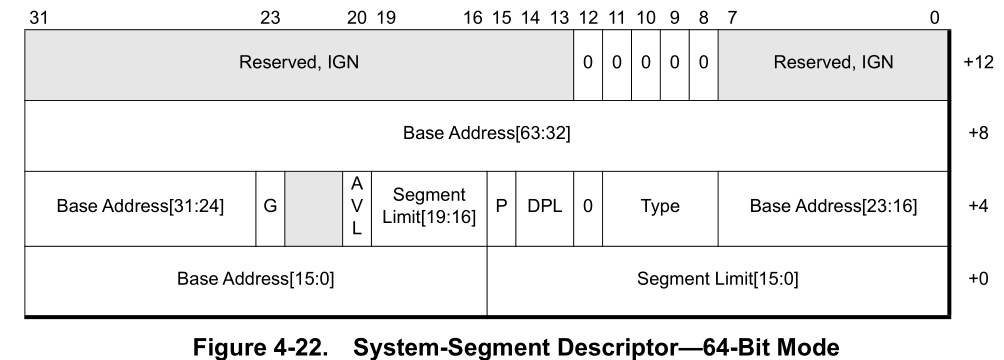 31 23 20 19 16 15 14 13 12 11 10 9 8 7 0
Reserved, IGN 0 0 0 0 0 Reserved, IGN +12
Base Address[63:32] +8
Base Address[31:24] G A V L Segment Limit[19:16] P DPL 0 Type Base Address[23:16] +4
Base Address[15:0] Segment Limit[15:0] +0
Figure 4-22. System-Segment Descriptor—64-Bit Mode